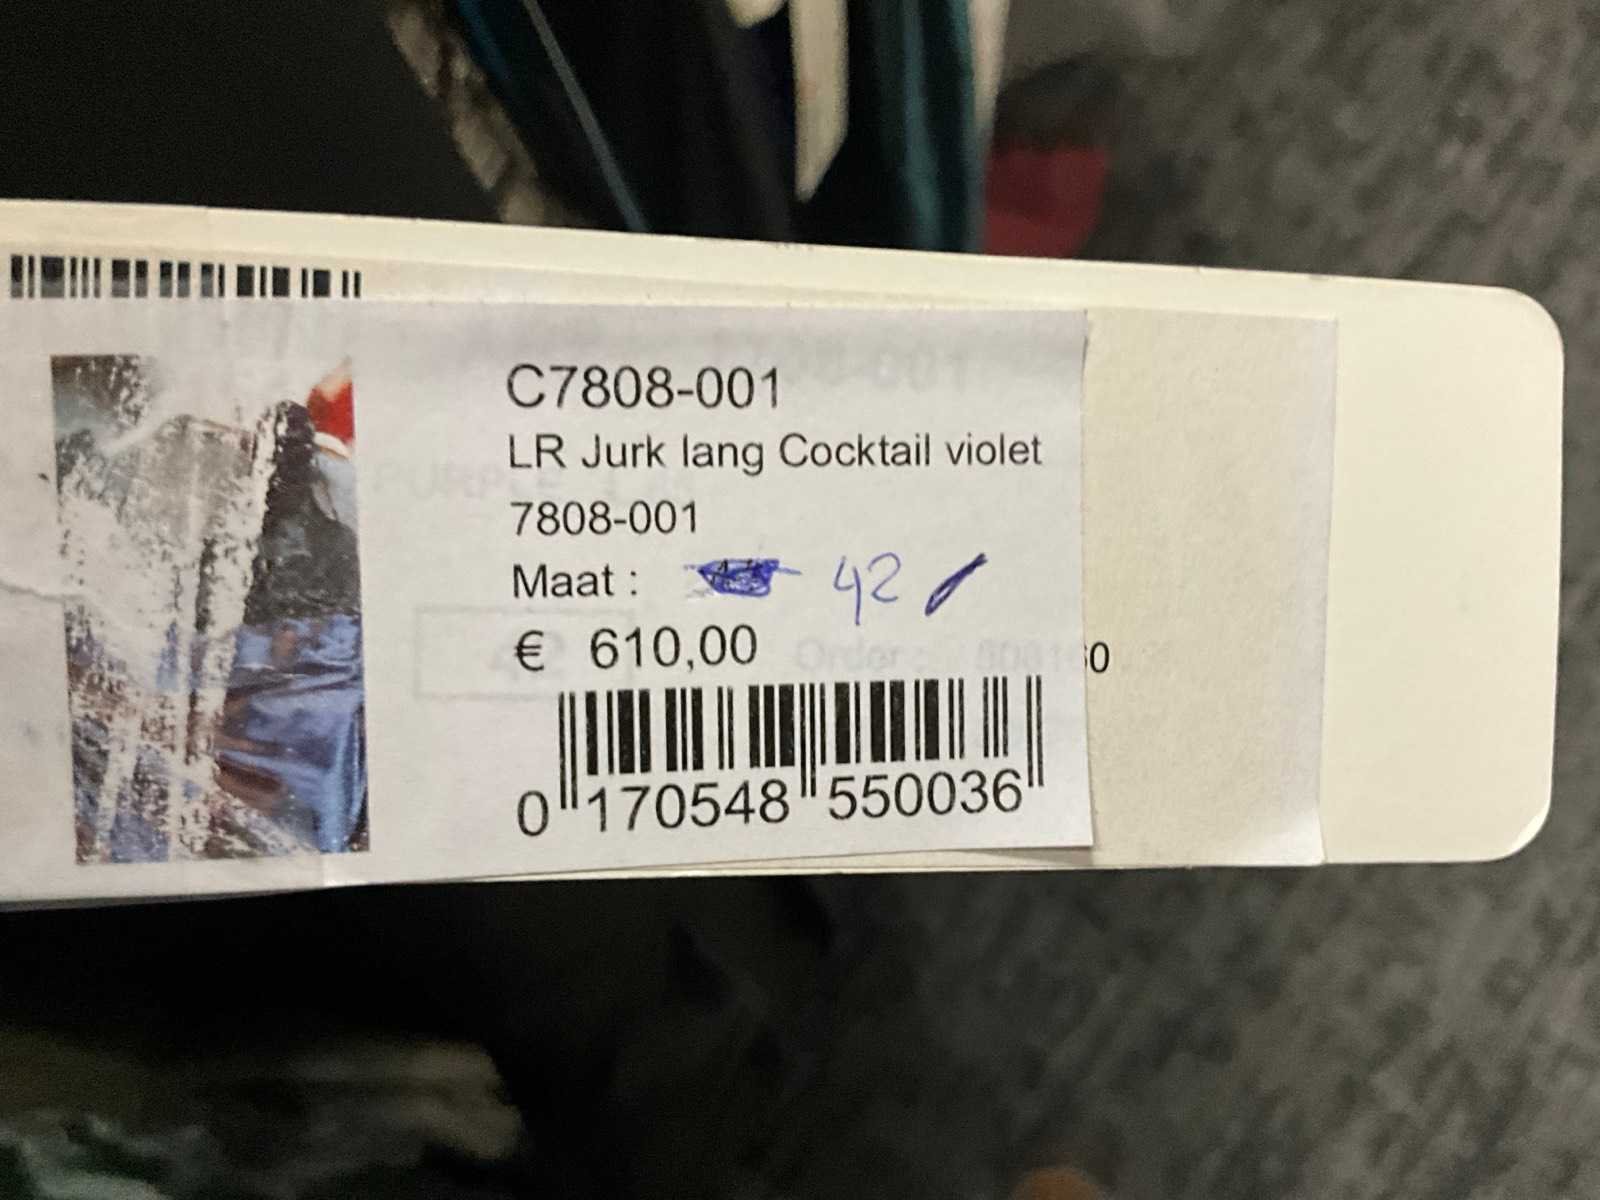 C7808-001
LR Jurk lang Cocktail violet
7808-001
Maat : 42
€ 610,00
0 170548 550036